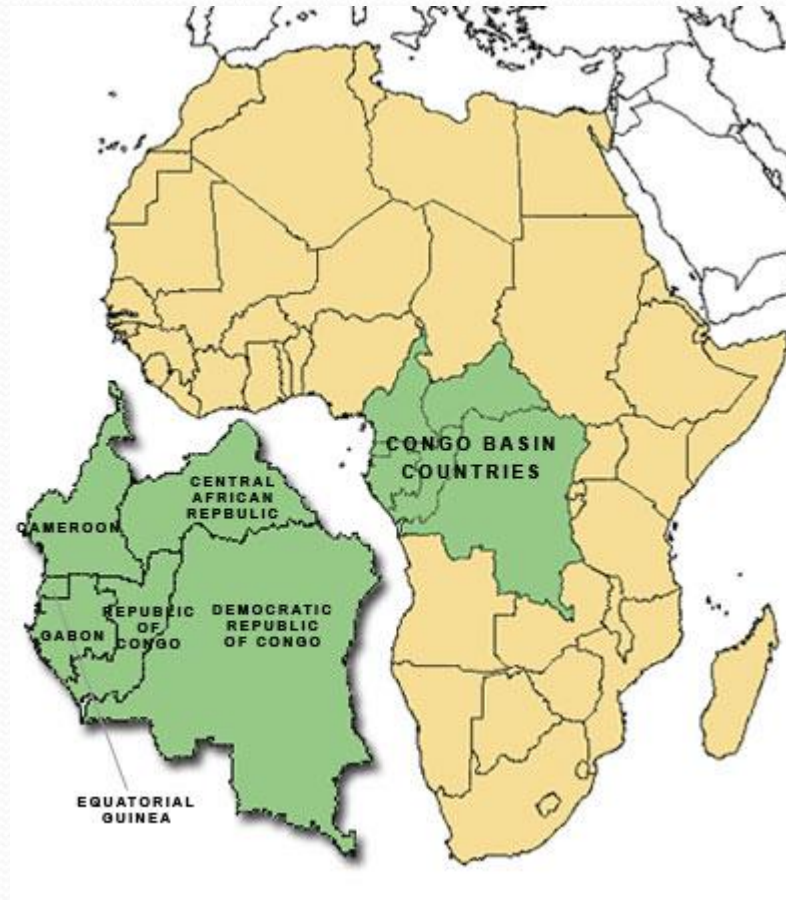 CONGO BASIN
COUNTRIES
CENTRAL
AFRICAN
REPBULIC
CAMEROON
REPUBLIC
OF
CONGO
DEMOCRATIC
REPUBLIC
OF CONGO
GABON
EQUATORIAL
GUINEA